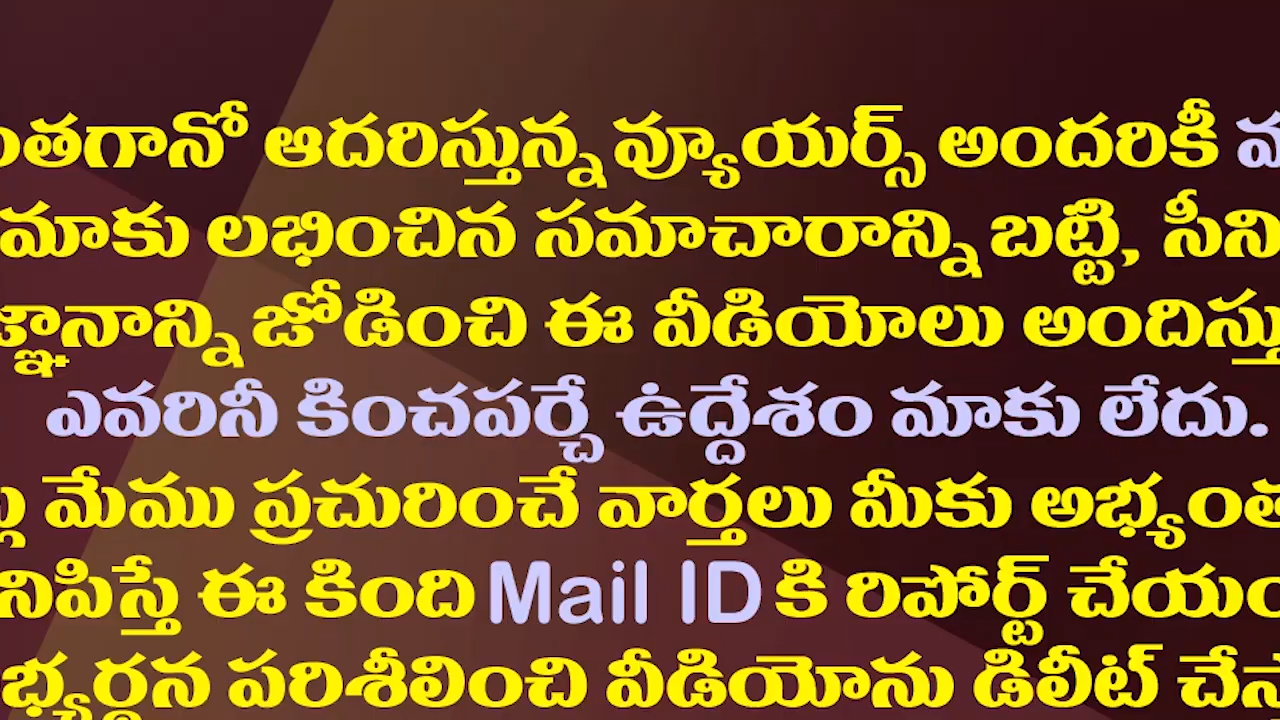 ంతగానో ఆదరిస్తున్న వ్యూయర్స్ అందరికీ
మాకు లభించిన సమాచారాన్ని బట్టి, సీని
జ్ఞానాన్ని జోడించి ఈ వీడియోలు అందిస్తు
ఎవరినీ కించపర్చే ఉద్దేశం మాకు లేదు.
మేము ప్రచురించే వార్తలు మీకు అభ్యంత
నిపిస్తే ఈ కింది Mail ID కి రిపోర్ట్ చేయం
భ్యర్థన పరిశీలించి వీడియోను డిలీట్ చేసే